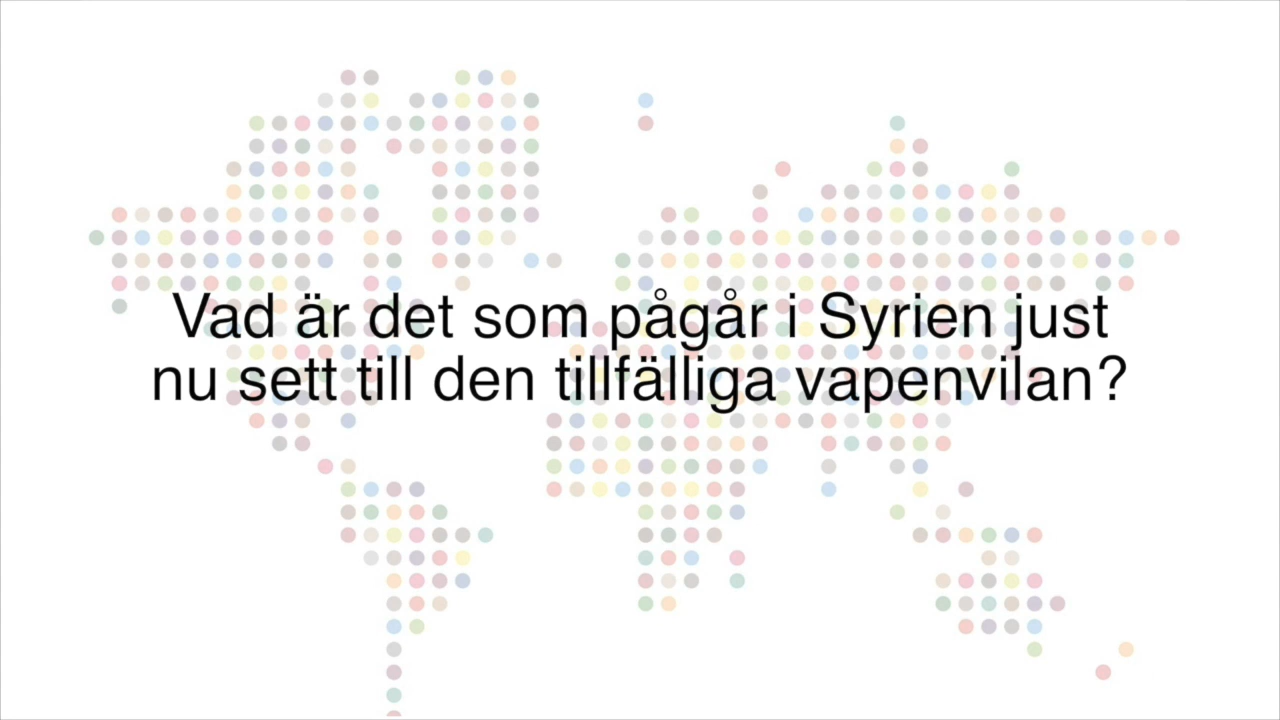 Vad är det som pågår i Syrien just
nu sett till den tillfälliga vapenvilan?